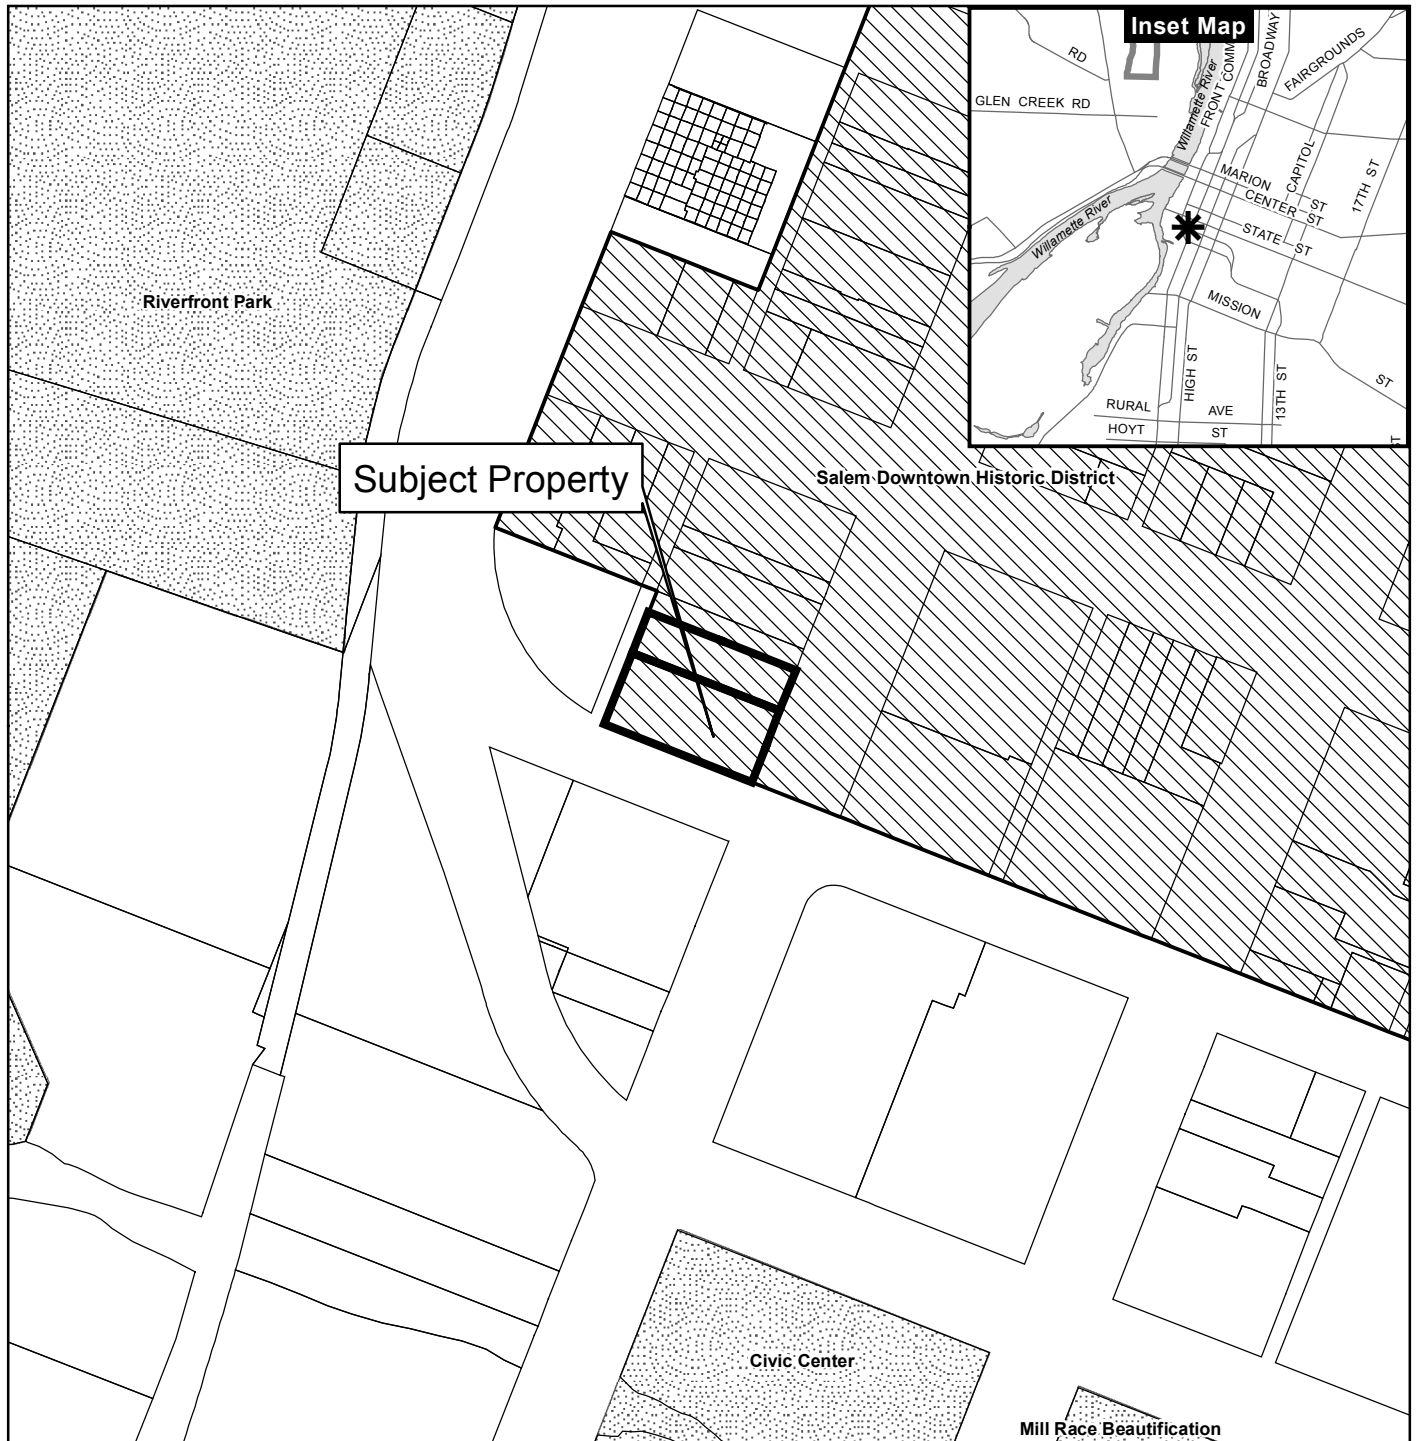 Inset Map
RD
GLEN CREEK RD
Willamette River
FRONT
COMM
BROADWAY
FAIRGROUNDS
CAPITOL
17TH ST
MARION ST
CENTER ST
STATE ST
Willamette River
MISSION ST
HIGH ST
13TH ST
RURAL AVE
HOYT ST
ST
Riverfront Park
Subject Property
Salem Downtown Historic District
Civic Center
Mill Race Beautification